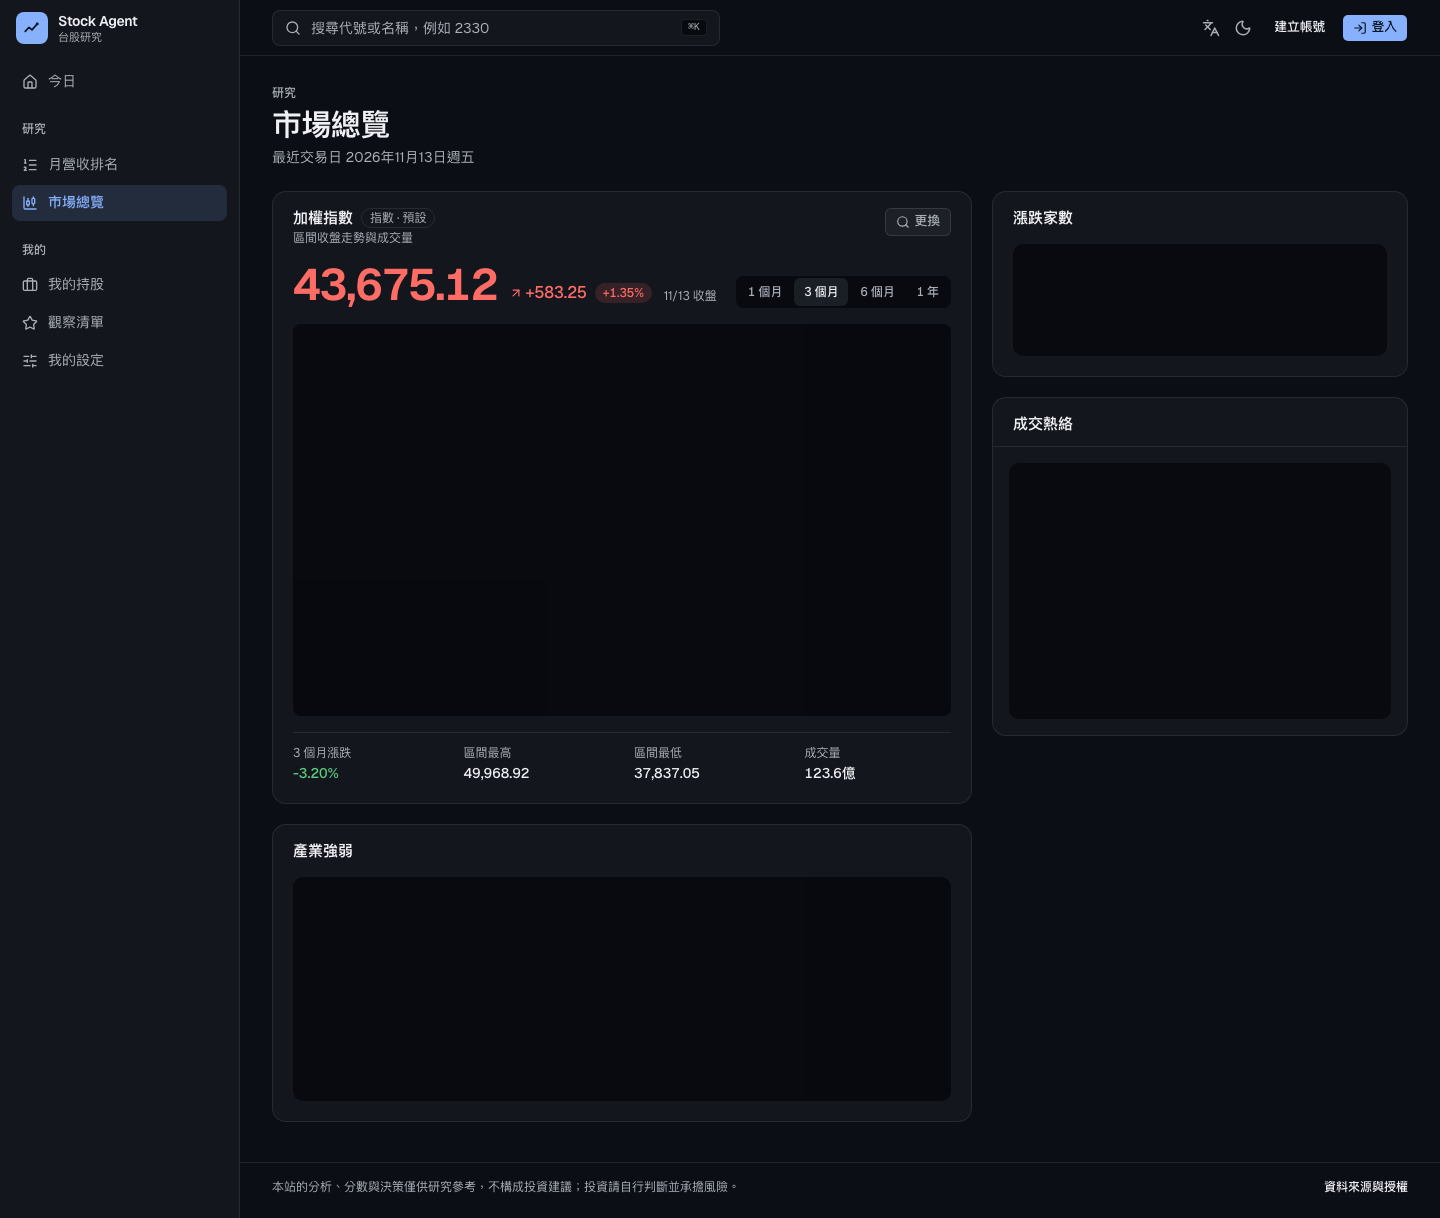 Stock Agent
台股研究
今日
研究
月營收排名
市場總覽
我的
我的持股
觀察清單
我的設定
搜尋代號或名稱，例如 2330
⌘K
建立帳號
登入
研究
市場總覽
最近交易日 2026年11月13日週五
加權指數
指數 · 預設
更換
區間收盤走勢與成交量
43,675.12
+583.25
+1.35%
11/13 收盤
1 個月
3 個月
6 個月
1 年
3 個月漲跌
區間最高
區間最低
成交量
-3.20%
49,968.92
37,837.05
123.6億
漲跌家數
成交熱絡
產業強弱
本站的分析、分數與決策僅供研究參考，不構成投資建議；投資請自行判斷並承擔風險。
資料來源與授權